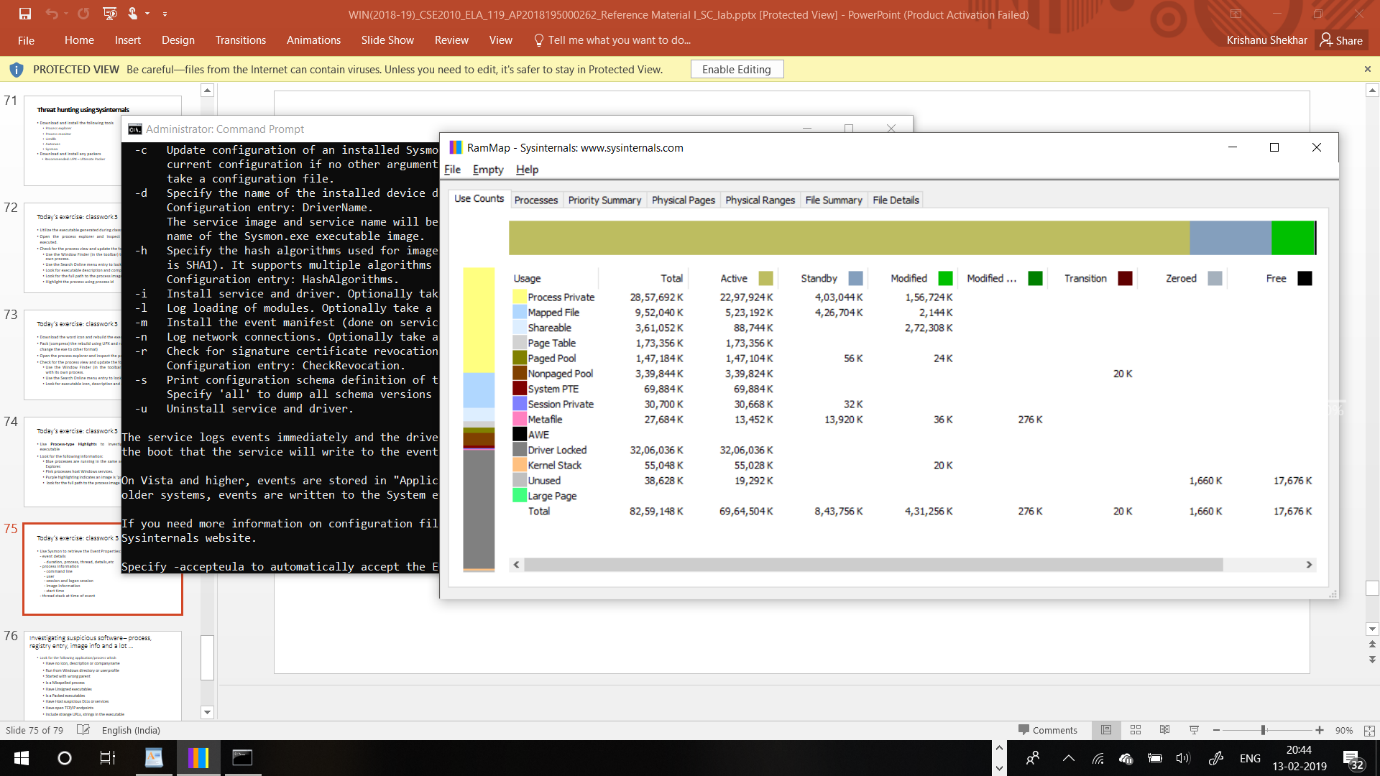 WIN(2018-19)_CSE2010_ELA_119_AP2018195000262_Reference Material I_SC_lab.pptx [Protected View] - PowerPoint (Product Activation Failed)
File Home Insert Design Transitions Animations Slide Show Review View Tell me what you want to do... Krishanu Shekhar Share
PROTECTED VIEW Be careful—files from the Internet can contain viruses. Unless you need to edit, it's safer to stay in Protected View. Enable Editing
71
Threat hunting using Sysinternals
72
Today's exercise: classwork 5
73
Today's exercise: classwork 5
74
Today's exercise: classwork 5
75
Today's exercise: classwork 5
76
Investigating suspicious software– process,
registry entry, image info and a lot ...
Administrator: Command Prompt
-c Update configuration of an installed Sysmo
current configuration if no other argument
take a configuration file.
-d Specify the name of the installed device d
Configuration entry: DriverName.
The service image and service name will be
name of the Sysmon.exe executable image.
-h Specify the hash algorithms used for image
is SHA1). It supports multiple algorithms
Configuration entry: HashAlgorithms.
-i Install service and driver. Optionally tak
-l Log loading of modules. Optionally take a
-m Install the event manifest (done on servic
-n Log network connections. Optionally take a
-r Check for signature certificate revocation
Configuration entry: CheckRevocation.
-s Print configuration schema definition of t
Specify 'all' to dump all schema versions
-u Uninstall service and driver.
The service logs events immediately and the drive
the boot that the service will write to the event
On Vista and higher, events are stored in "Applic
older systems, events are written to the System e
If you need more information on configuration fil
Sysinternals website.
Specify -accepteula to automatically accept the E
RamMap - Sysinternals: www.sysinternals.com
File Empty Help
Use Counts Processes Priority Summary Physical Pages Physical Ranges File Summary File Details
Usage Total Active Standby Modified Modified ... Transition Zeroed Free
Process Private 28,57,692 K 22,97,924 K 4,03,044 K 1,56,724 K
Mapped File 9,52,040 K 5,23,192 K 4,26,704 K 2,144 K
Shareable 3,61,052 K 88,744 K 2,72,308 K
Page Table 1,73,356 K 1,73,356 K
Paged Pool 1,47,184 K 1,47,104 K 56 K 24 K
Nonpaged Pool 3,39,844 K 3,39,824 K 20 K
System PTE 69,884 K 69,884 K
Session Private 30,700 K 30,668 K 32 K
Metafile 27,684 K 13,452 K 13,920 K 36 K 276 K
AWE
Driver Locked 32,06,036 K 32,06,036 K
Kernel Stack 55,048 K 55,028 K 20 K
Unused 38,628 K 19,292 K 1,660 K 17,676 K
Large Page
Total 82,59,148 K 69,64,504 K 8,43,756 K 4,31,256 K 276 K 20 K 1,660 K 17,676 K
Slide 75 of 79 English (India) Comments 90%
ENG 20:44
13-02-2019
32